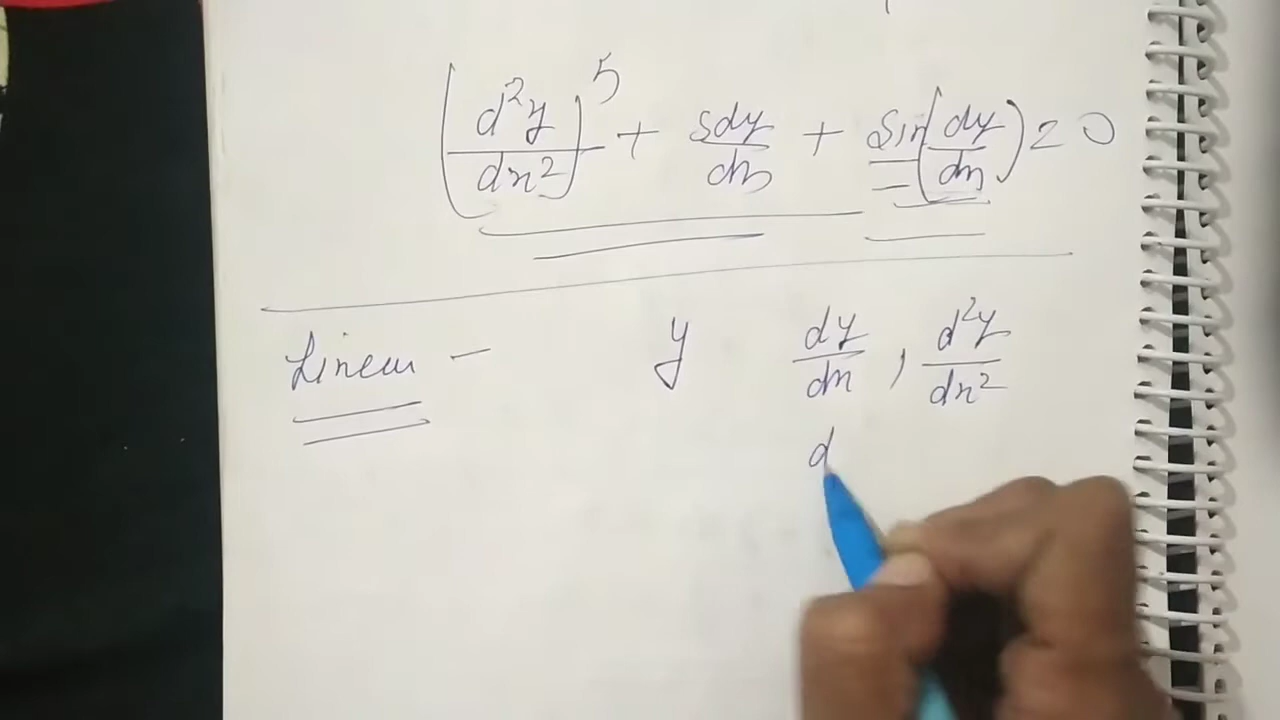 (d²y/dx²)⁵ + 5dy/dx + Sin(dy/dx) = 0
Linear - y dy/dx , d²y/dx²
d